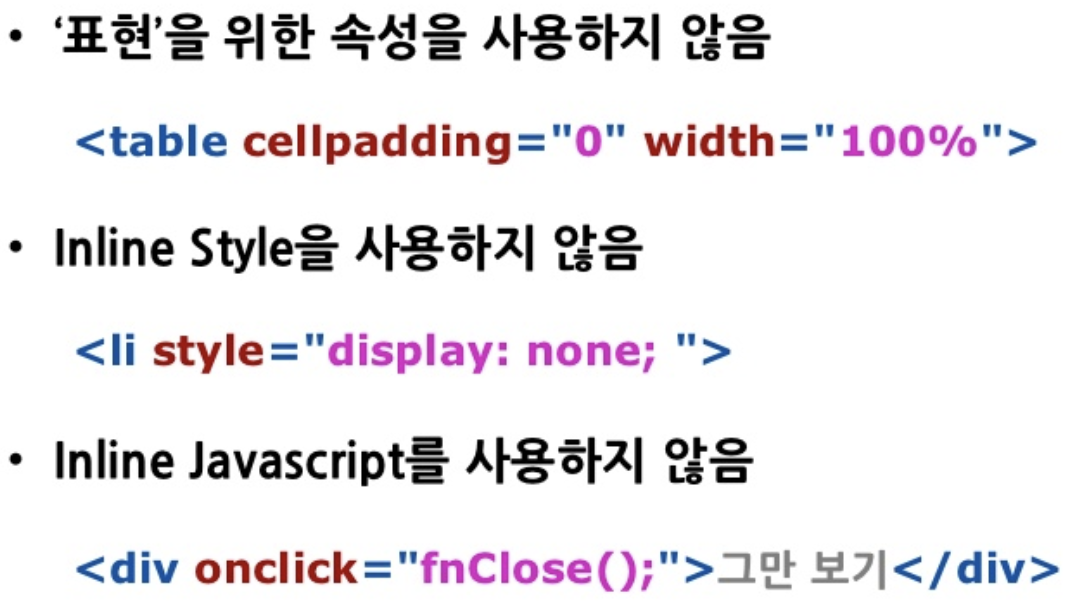 • ‘표현’을 위한 속성을 사용하지 않음
<table cellpadding="0" width="100%">
• Inline Style을 사용하지 않음
<li style="display: none; ">
• Inline Javascript를 사용하지 않음
<div onclick="fnClose();">그만 보기</div>